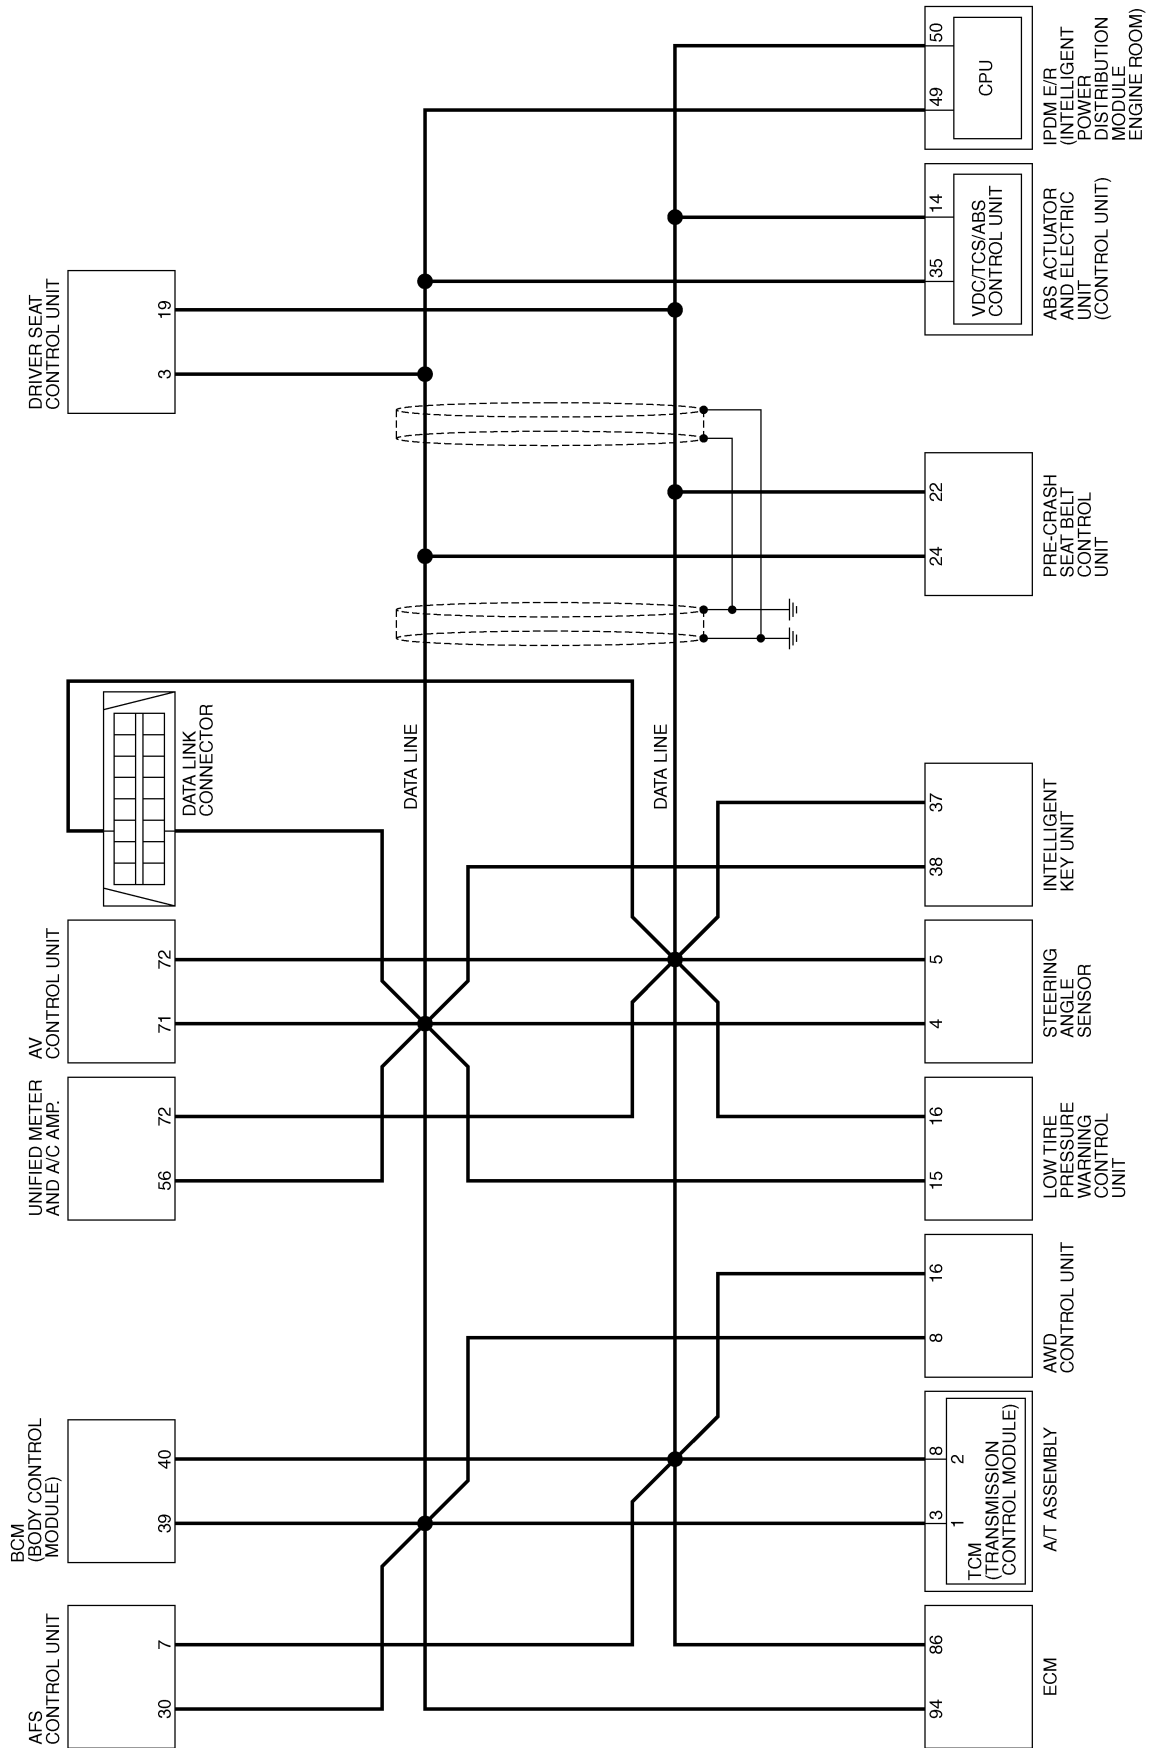 AFS
CONTROL UNIT
30
7
BCM
(BODY CONTROL
MODULE)
39
40
UNIFIED METER
AND A/C AMP.
56
72
AV
CONTROL UNIT
71
72
DATA LINK
CONNECTOR
DRIVER SEAT
CONTROL UNIT
3
19
DATA LINE
DATA LINE
94
86
ECM
3
8
1
2
TCM
(TRANSMISSION
CONTROL MODULE)
A/T ASSEMBLY
8
16
AWD
CONTROL UNIT
15
16
LOW TIRE
PRESSURE
WARNING
CONTROL
UNIT
4
5
STEERING
ANGLE
SENSOR
38
37
INTELLIGENT
KEY UNIT
24
22
PRE-CRASH
SEAT BELT
CONTROL
UNIT
35
14
VDC/TCS/ABS
CONTROL UNIT
ABS ACTUATOR
AND ELECTRIC
UNIT
(CONTROL UNIT)
49
50
CPU
IPDM E/R
(INTELLIGENT
POWER
DISTRIBUTION
MODULE
ENGINE ROOM)